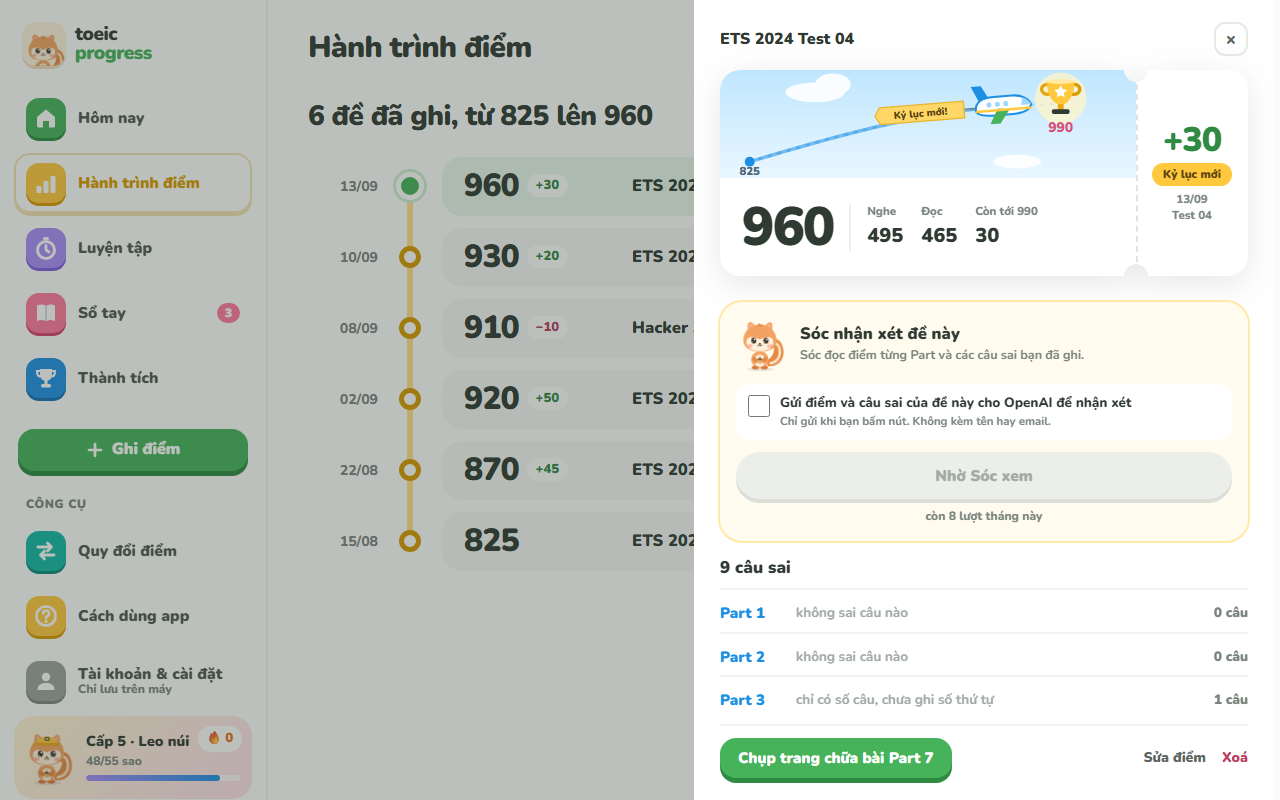 toeic
progress
Hôm nay
Hành trình điểm
Luyện tập
Sổ tay
3
Thành tích
+ Ghi điểm
CÔNG CỤ
Quy đổi điểm
Cách dùng app
Tài khoản & cài đặt
Chỉ lưu trên máy
Cấp 5 · Leo núi
0
48/55 sao
Hành trình điểm
6 đề đã ghi, từ 825 lên 960
13/09
960
+30
ETS 202
10/09
930
+20
ETS 202
08/09
910
−10
Hacker
02/09
920
+50
ETS 202
22/08
870
+45
ETS 202
15/08
825
ETS 202
ETS 2024 Test 04
×
Kỷ lục mới!
990
825
960
Nghe
495
Đọc
465
Còn tới 990
30
+30
Kỷ lục mới
13/09
Test 04
Sóc nhận xét đề này
Sóc đọc điểm từng Part và các câu sai bạn đã ghi.
Gửi điểm và câu sai của đề này cho OpenAI để nhận xét
Chỉ gửi khi bạn bấm nút. Không kèm tên hay email.
Nhờ Sóc xem
còn 8 lượt tháng này
9 câu sai
Part 1 không sai câu nào 0 câu
Part 2 không sai câu nào 0 câu
Part 3 chỉ có số câu, chưa ghi số thứ tự 1 câu
Chụp trang chữa bài Part 7
Sửa điểm
Xoá